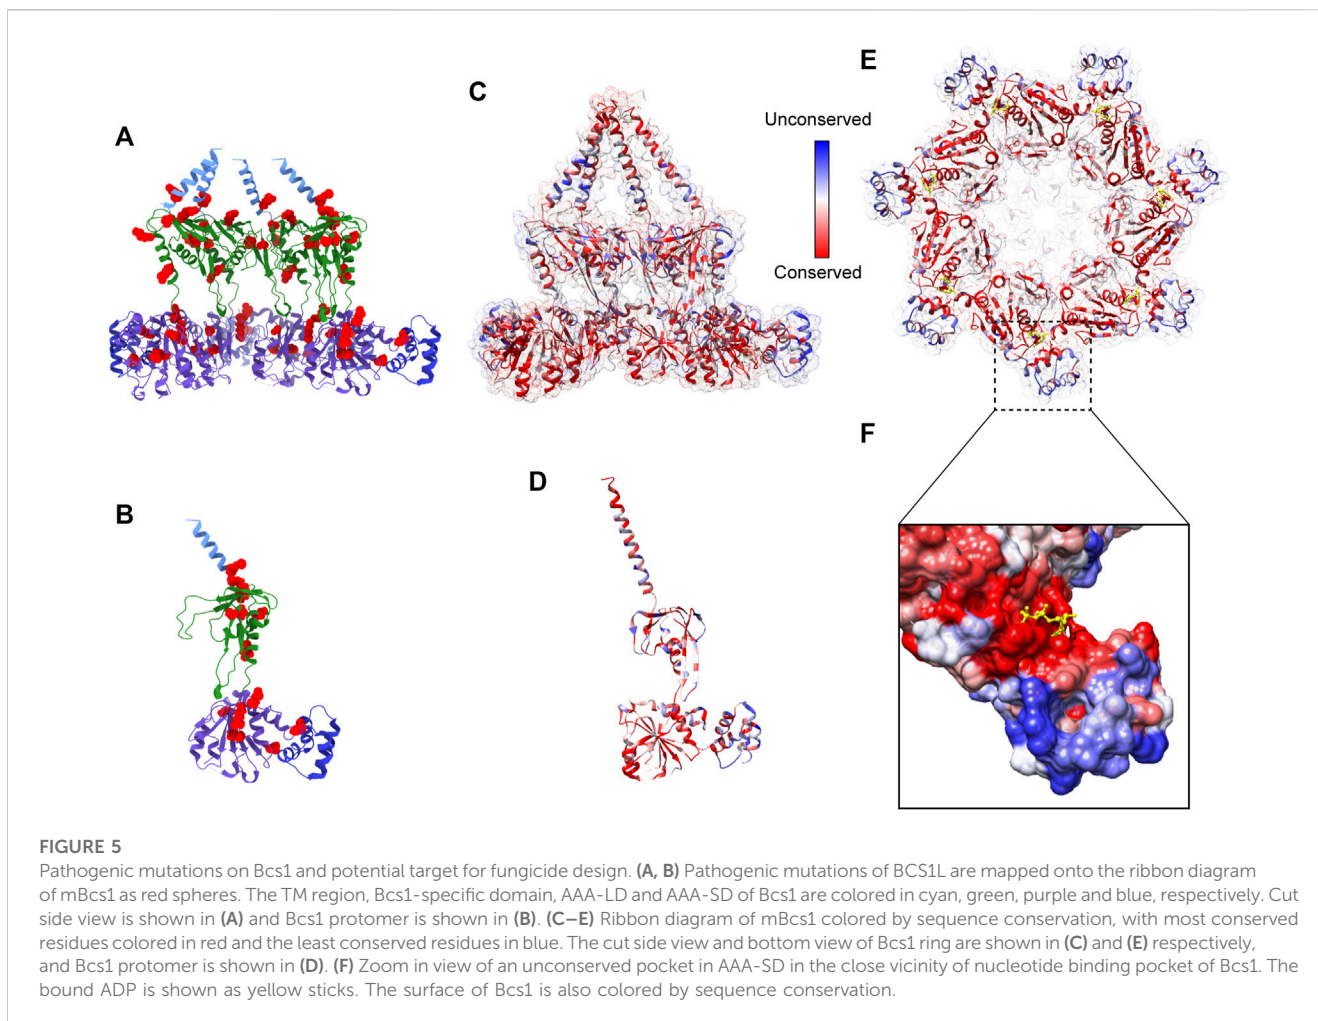 A
C
Unconserved
Conserved
E
F
B
D
FIGURE 5
Pathogenic mutations on Bcs1 and potential target for fungicide design. (A, B) Pathogenic mutations of BCS1L are mapped onto the ribbon diagram
of mBcs1 as red spheres. The TM region, Bcs1-specific domain, AAA-LD and AAA-SD of Bcs1 are colored in cyan, green, purple and blue, respectively. Cut
side view is shown in (A) and Bcs1 protomer is shown in (B). (C–E) Ribbon diagram of mBcs1 colored by sequence conservation, with most conserved
residues colored in red and the least conserved residues in blue. The cut side view and bottom view of Bcs1 ring are shown in (C) and (E) respectively,
and Bcs1 protomer is shown in (D). (F) Zoom in view of an unconserved pocket in AAA-SD in the close vicinity of nucleotide binding pocket of Bcs1. The
bound ADP is shown as yellow sticks. The surface of Bcs1 is also colored by sequence conservation.